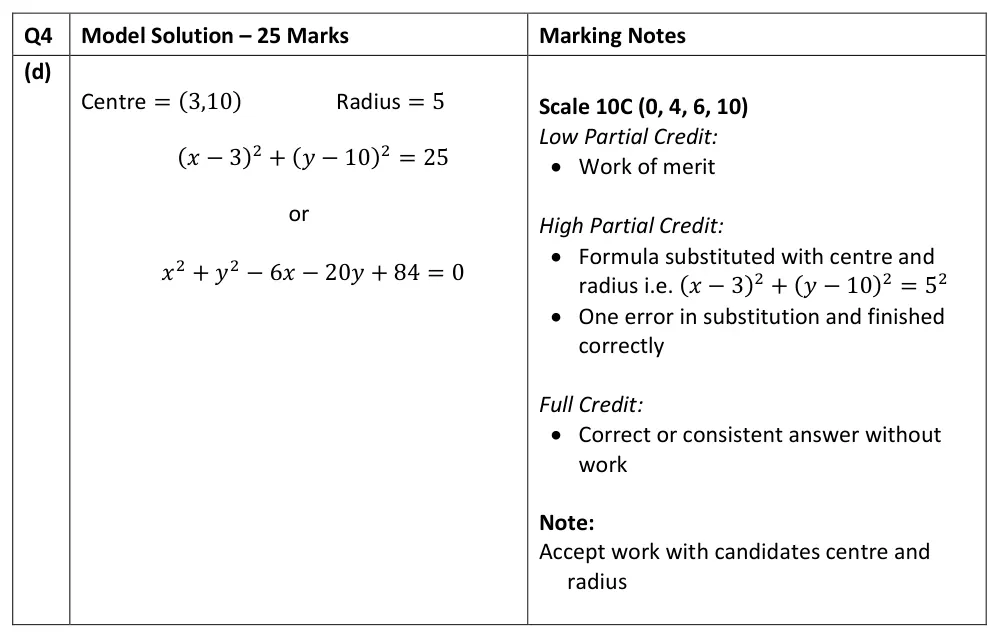 Q4 Model Solution – 25 Marks Marking Notes
(d)
Centre = (3,10) Radius = 5
(x − 3)² + (y − 10)² = 25
or
x² + y² − 6x − 20y + 84 = 0
Scale 10C (0, 4, 6, 10)
Low Partial Credit:
• Work of merit
High Partial Credit:
• Formula substituted with centre and
radius i.e. (x − 3)² + (y − 10)² = 5²
• One error in substitution and finished
correctly
Full Credit:
• Correct or consistent answer without
work
Note:
Accept work with candidates centre and
radius